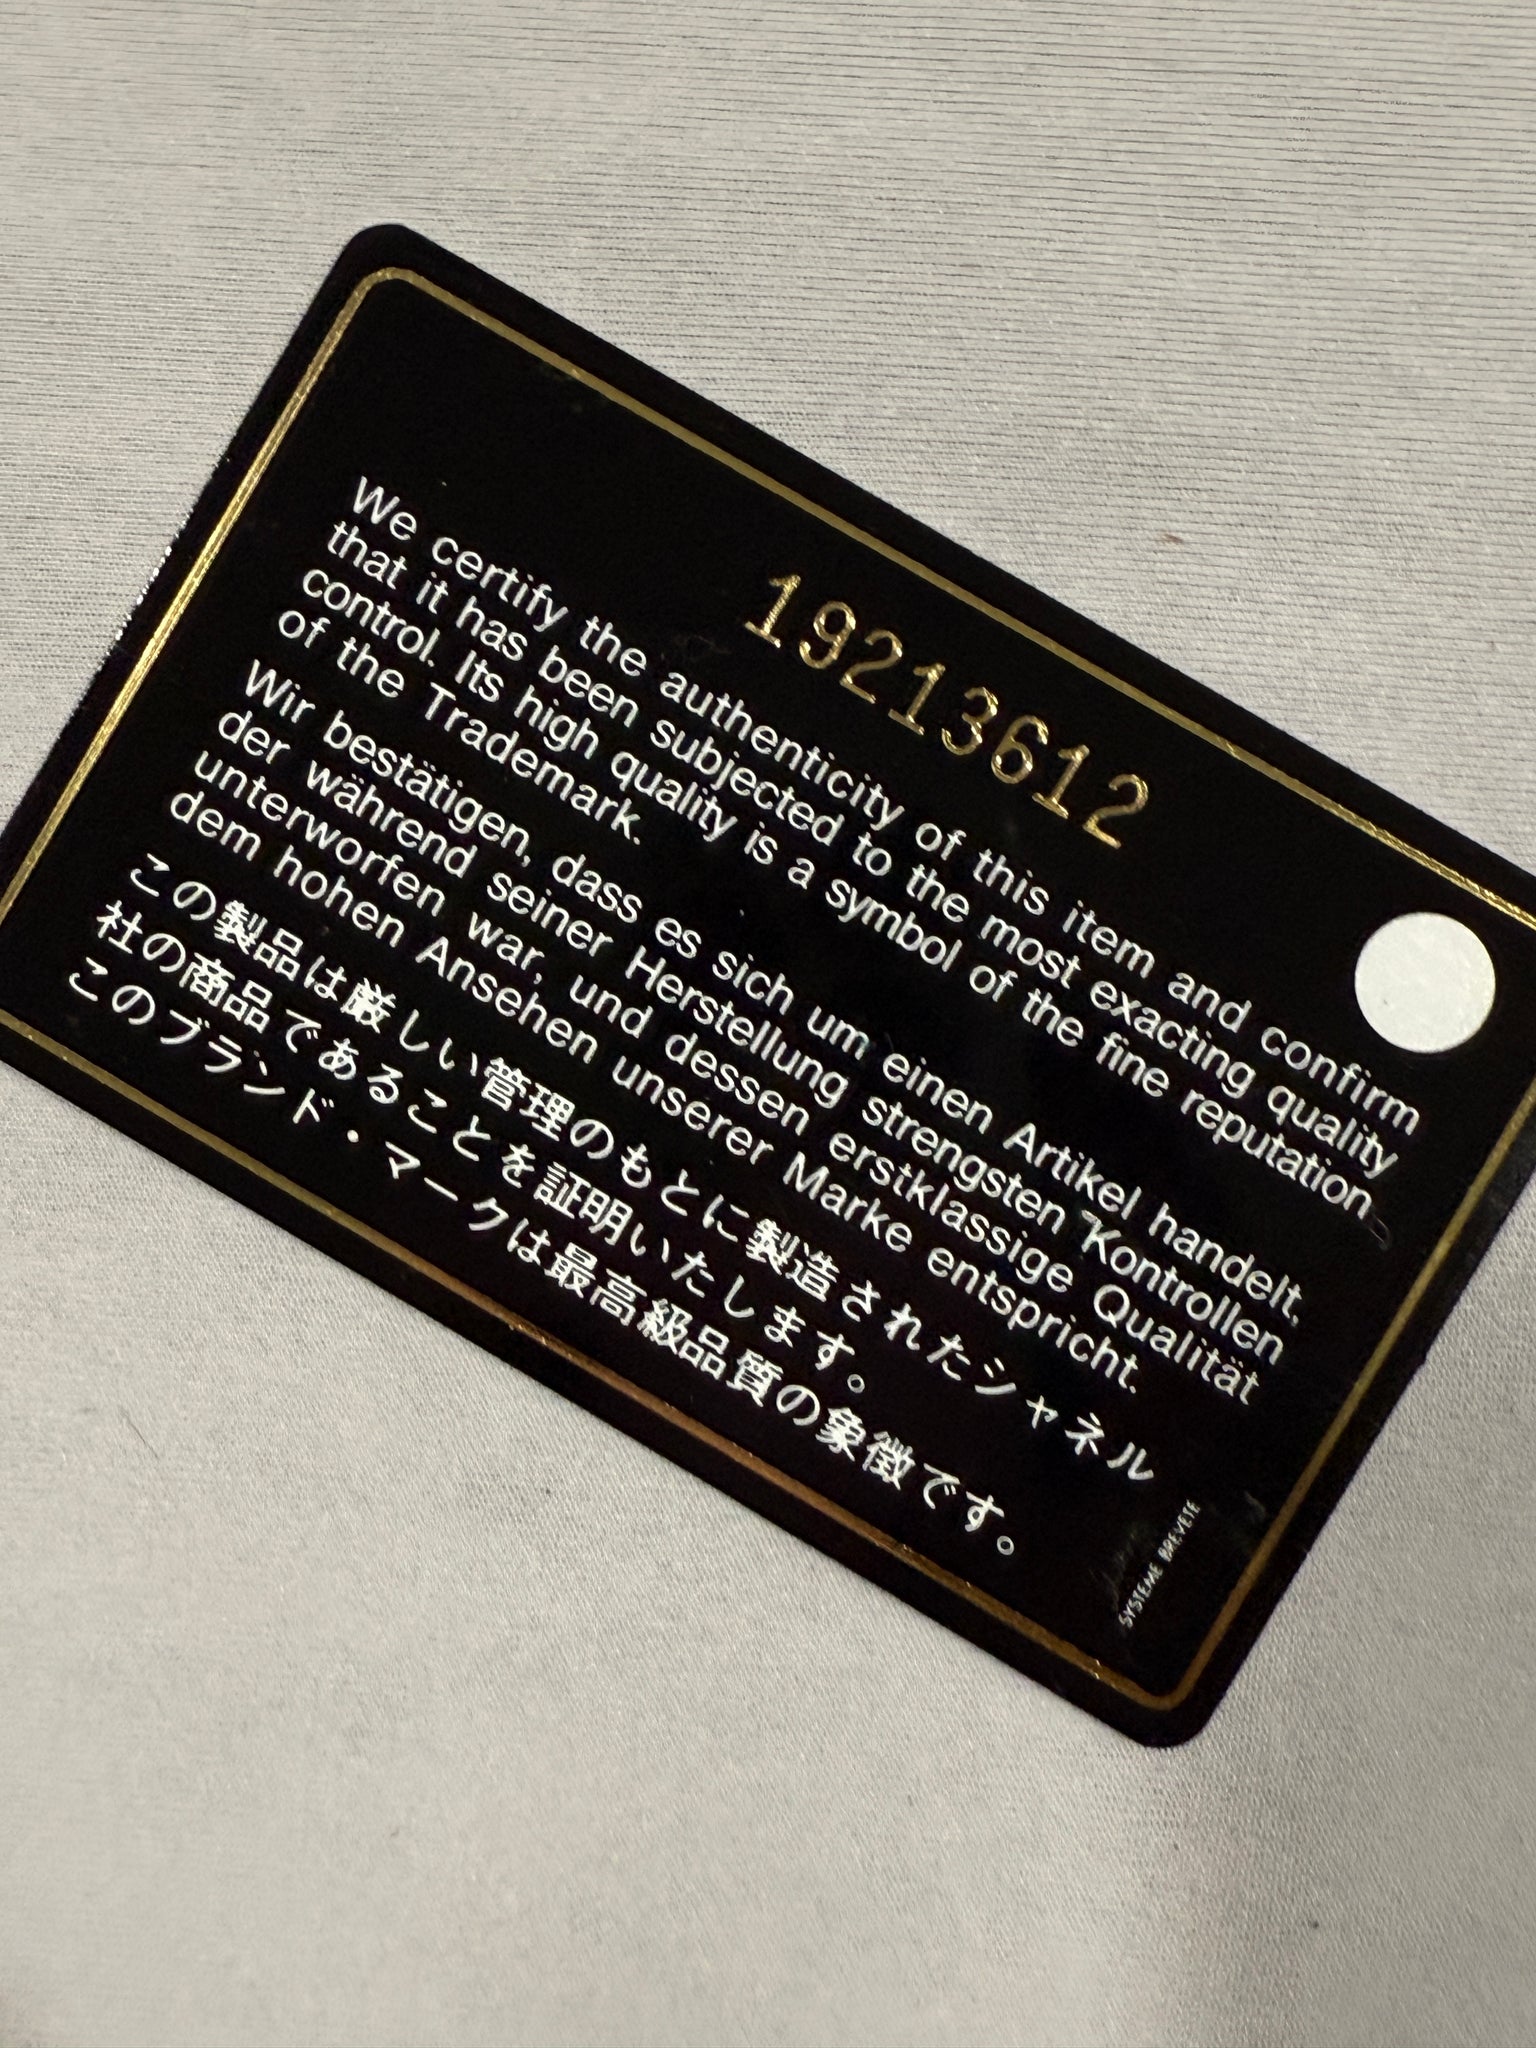 19213612
We certify the authenticity of this item and confirm
that it has been subjected to the most exacting quality
control. Its high quality is a symbol of the fine reputation
of the Trademark.
Wir bestätigen, dass es sich um einen Artikel handelt,
der während seiner Herstellung strengsten Kontrollen
unterworfen war, und dessen erstklassige Qualität
dem hohen Ansehen unserer Marke entspricht.
この製品は厳しい管理のもとに製造されたシャネル
社の商品であることを証明いたします。
このブランド・マークは最高級品質の象徴です。
SYSTEME BREVETE